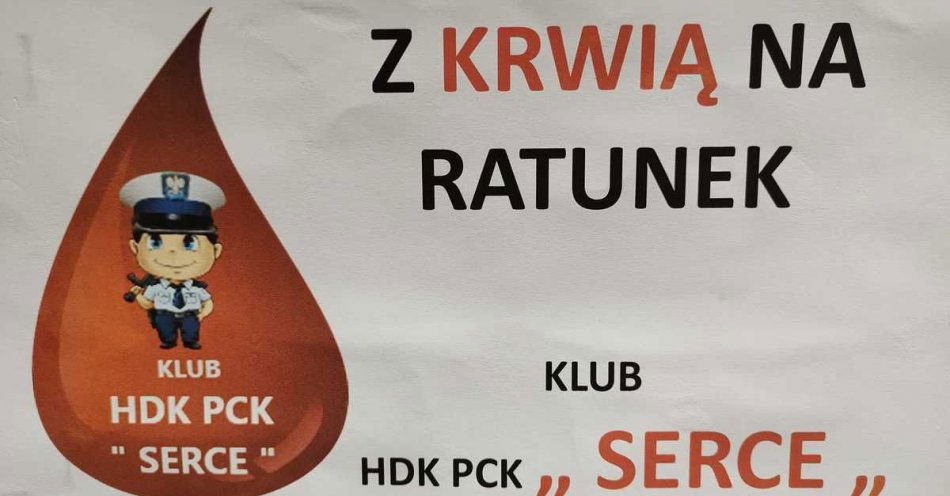 Z KRWIĄ NA
RATUNEK
KLUB
HDK PCK „ SERCE „
KLUB
HDK PCK
" SERCE "